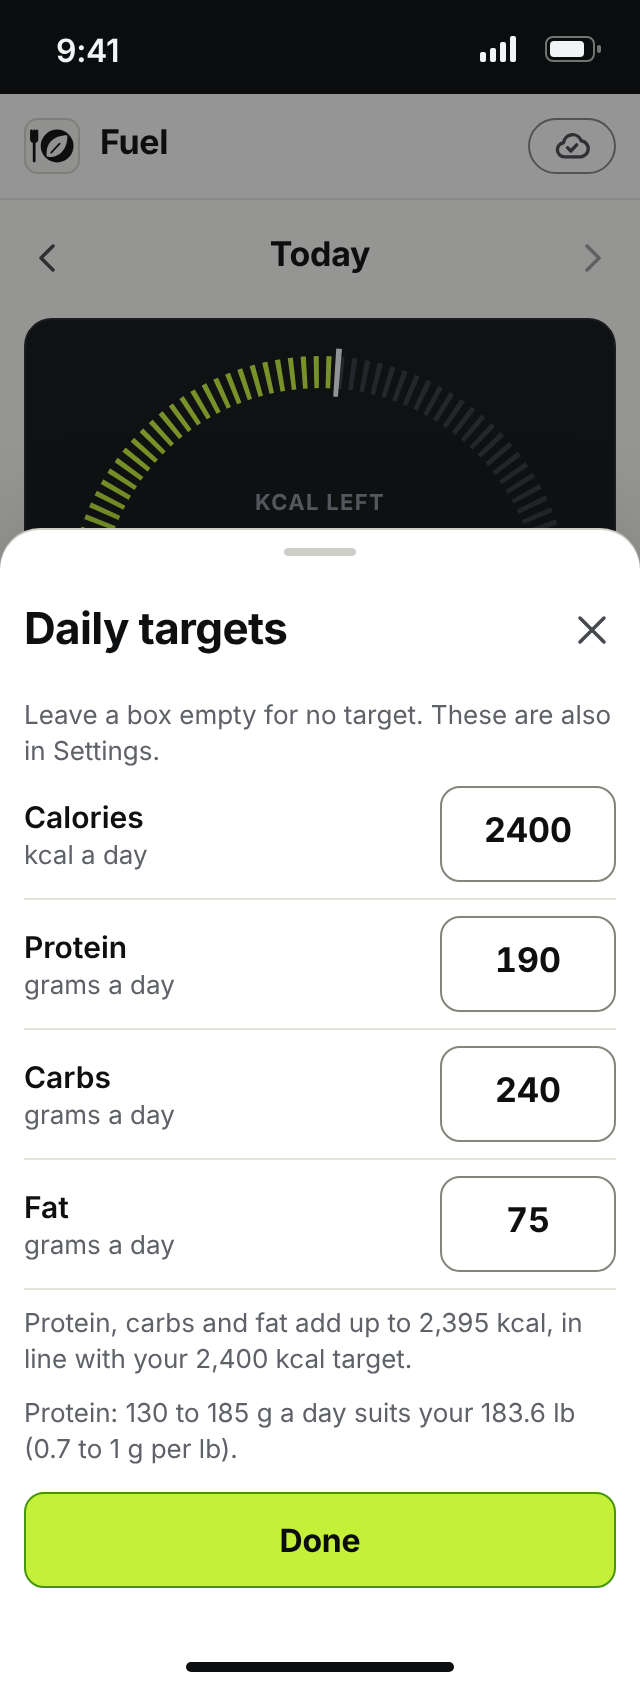 9:41
Fuel
Today
KCAL LEFT
Daily targets
Leave a box empty for no target. These are also
in Settings.
Calories
kcal a day
2400
Protein
grams a day
190
Carbs
grams a day
240
Fat
grams a day
75
Protein, carbs and fat add up to 2,395 kcal, in
line with your 2,400 kcal target.
Protein: 130 to 185 g a day suits your 183.6 lb
(0.7 to 1 g per lb).
Done